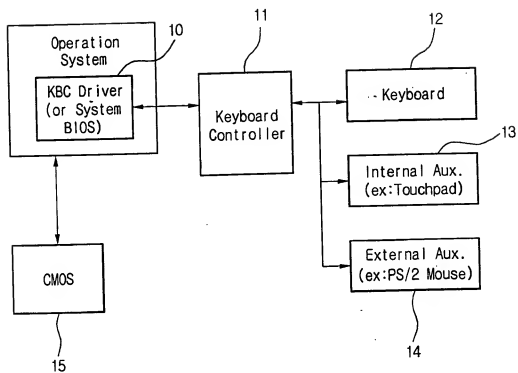 10
11
12
Operation
System
KBC Driver
(or System
BIOS)
Keyboard
Controller
Keyboard
13
Internal Aux.
(ex:Touchpad)
External Aux.
(ex:PS/2 Mouse)
14
CMOS
15